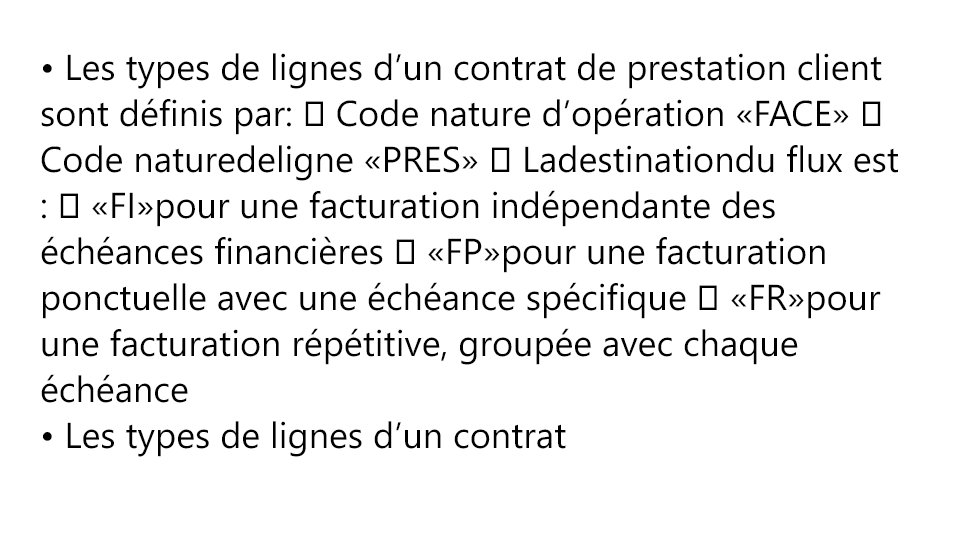 • Les types de lignes d’un contrat de prestation client
sont définis par: 􀂾 Code nature d’opération «FACE» 􀂾
Code naturedeligne «PRES» 􀂾 Ladestinationdu flux est
: 􀂾 «FI»pour une facturation indépendante des
échéances financières 􀂾 «FP»pour une facturation
ponctuelle avec une échéance spécifique 􀂾 «FR»pour
une facturation répétitive, groupée avec chaque
échéance
• Les types de lignes d’un contrat